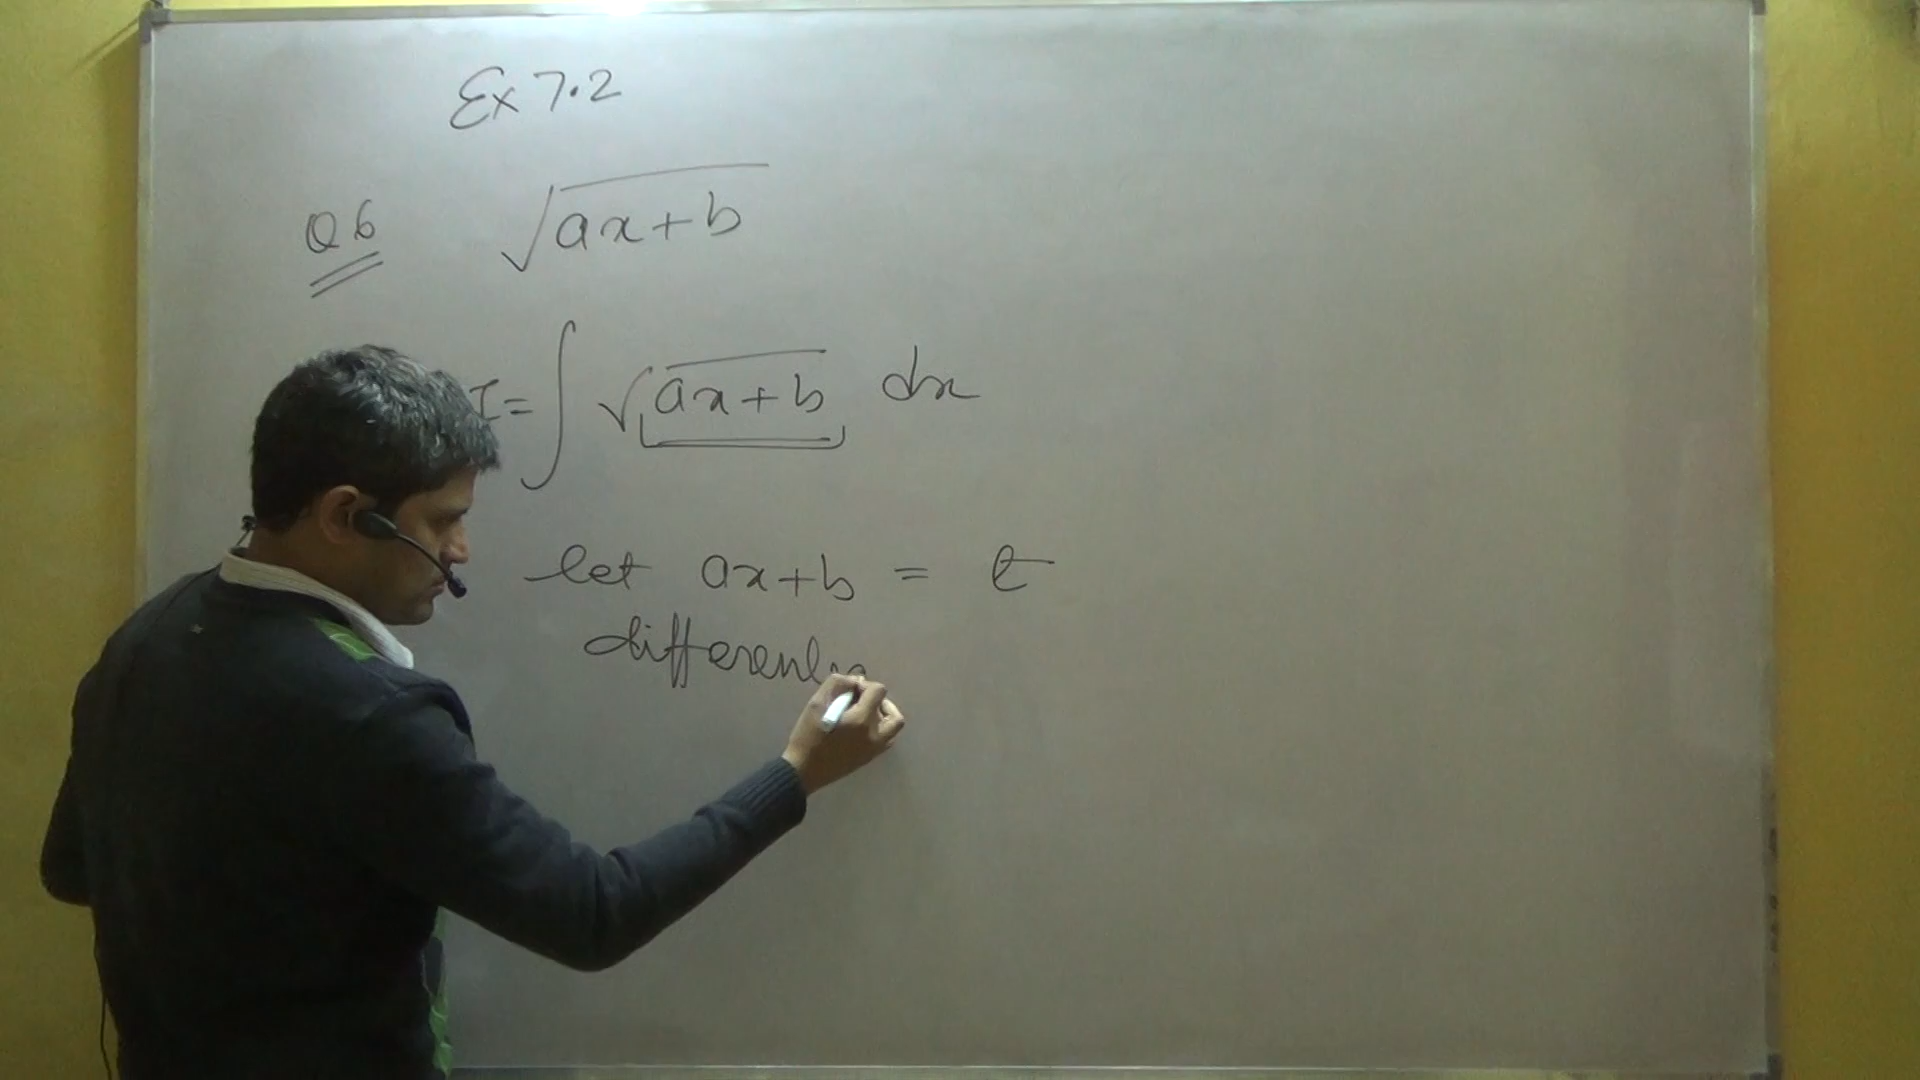 Ex 7.2
Q6 √(ax+b)
I = ∫ √(ax+b) dx
let ax+b = t
differentia